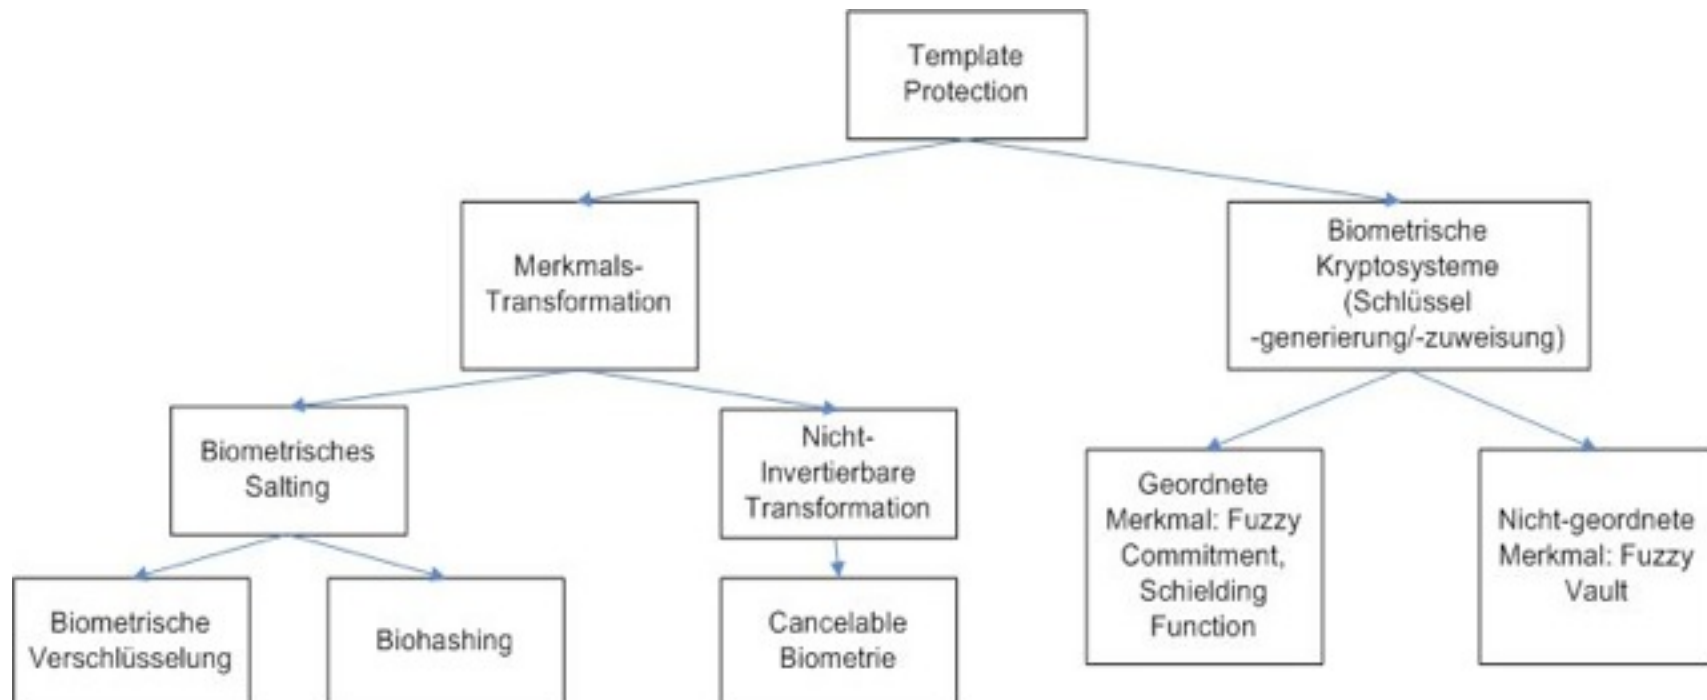 Template
Protection
Merkmals-
Transformation
Biometrische
Kryptosysteme
(Schlüssel
-generierung/-zuweisung)
Biometrisches
Salting
Nicht-
Invertierbare
Transformation
Geordnete
Merkmal: Fuzzy
Commitment,
Schielding
Function
Nicht-geordnete
Merkmal: Fuzzy
Vault
Biometrische
Verschlüsselung
Biohashing
Cancelable
Biometrie